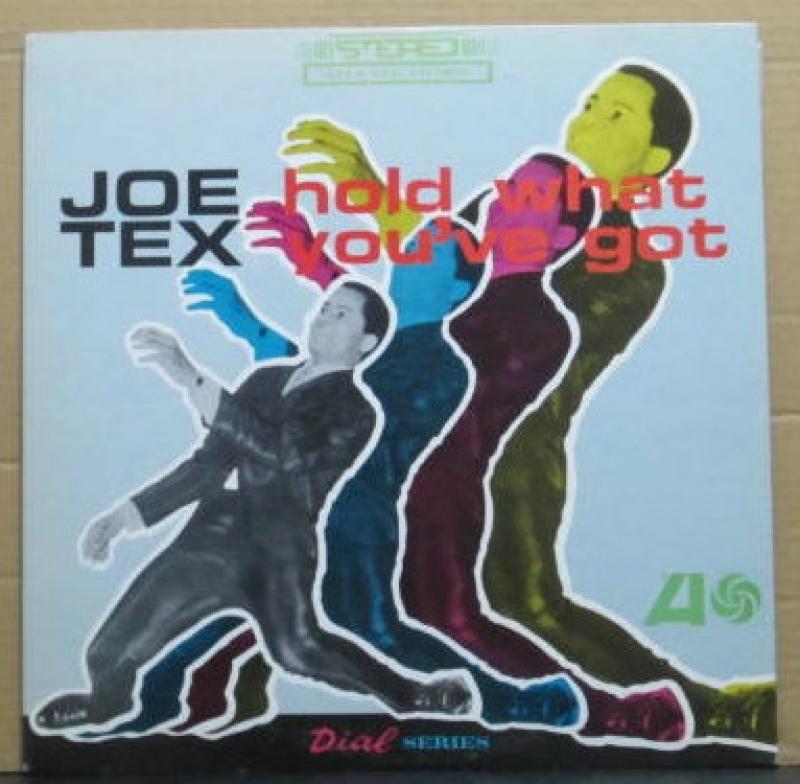 STEREO
JOE
TEX
hold what
you've got
Dial SERIES